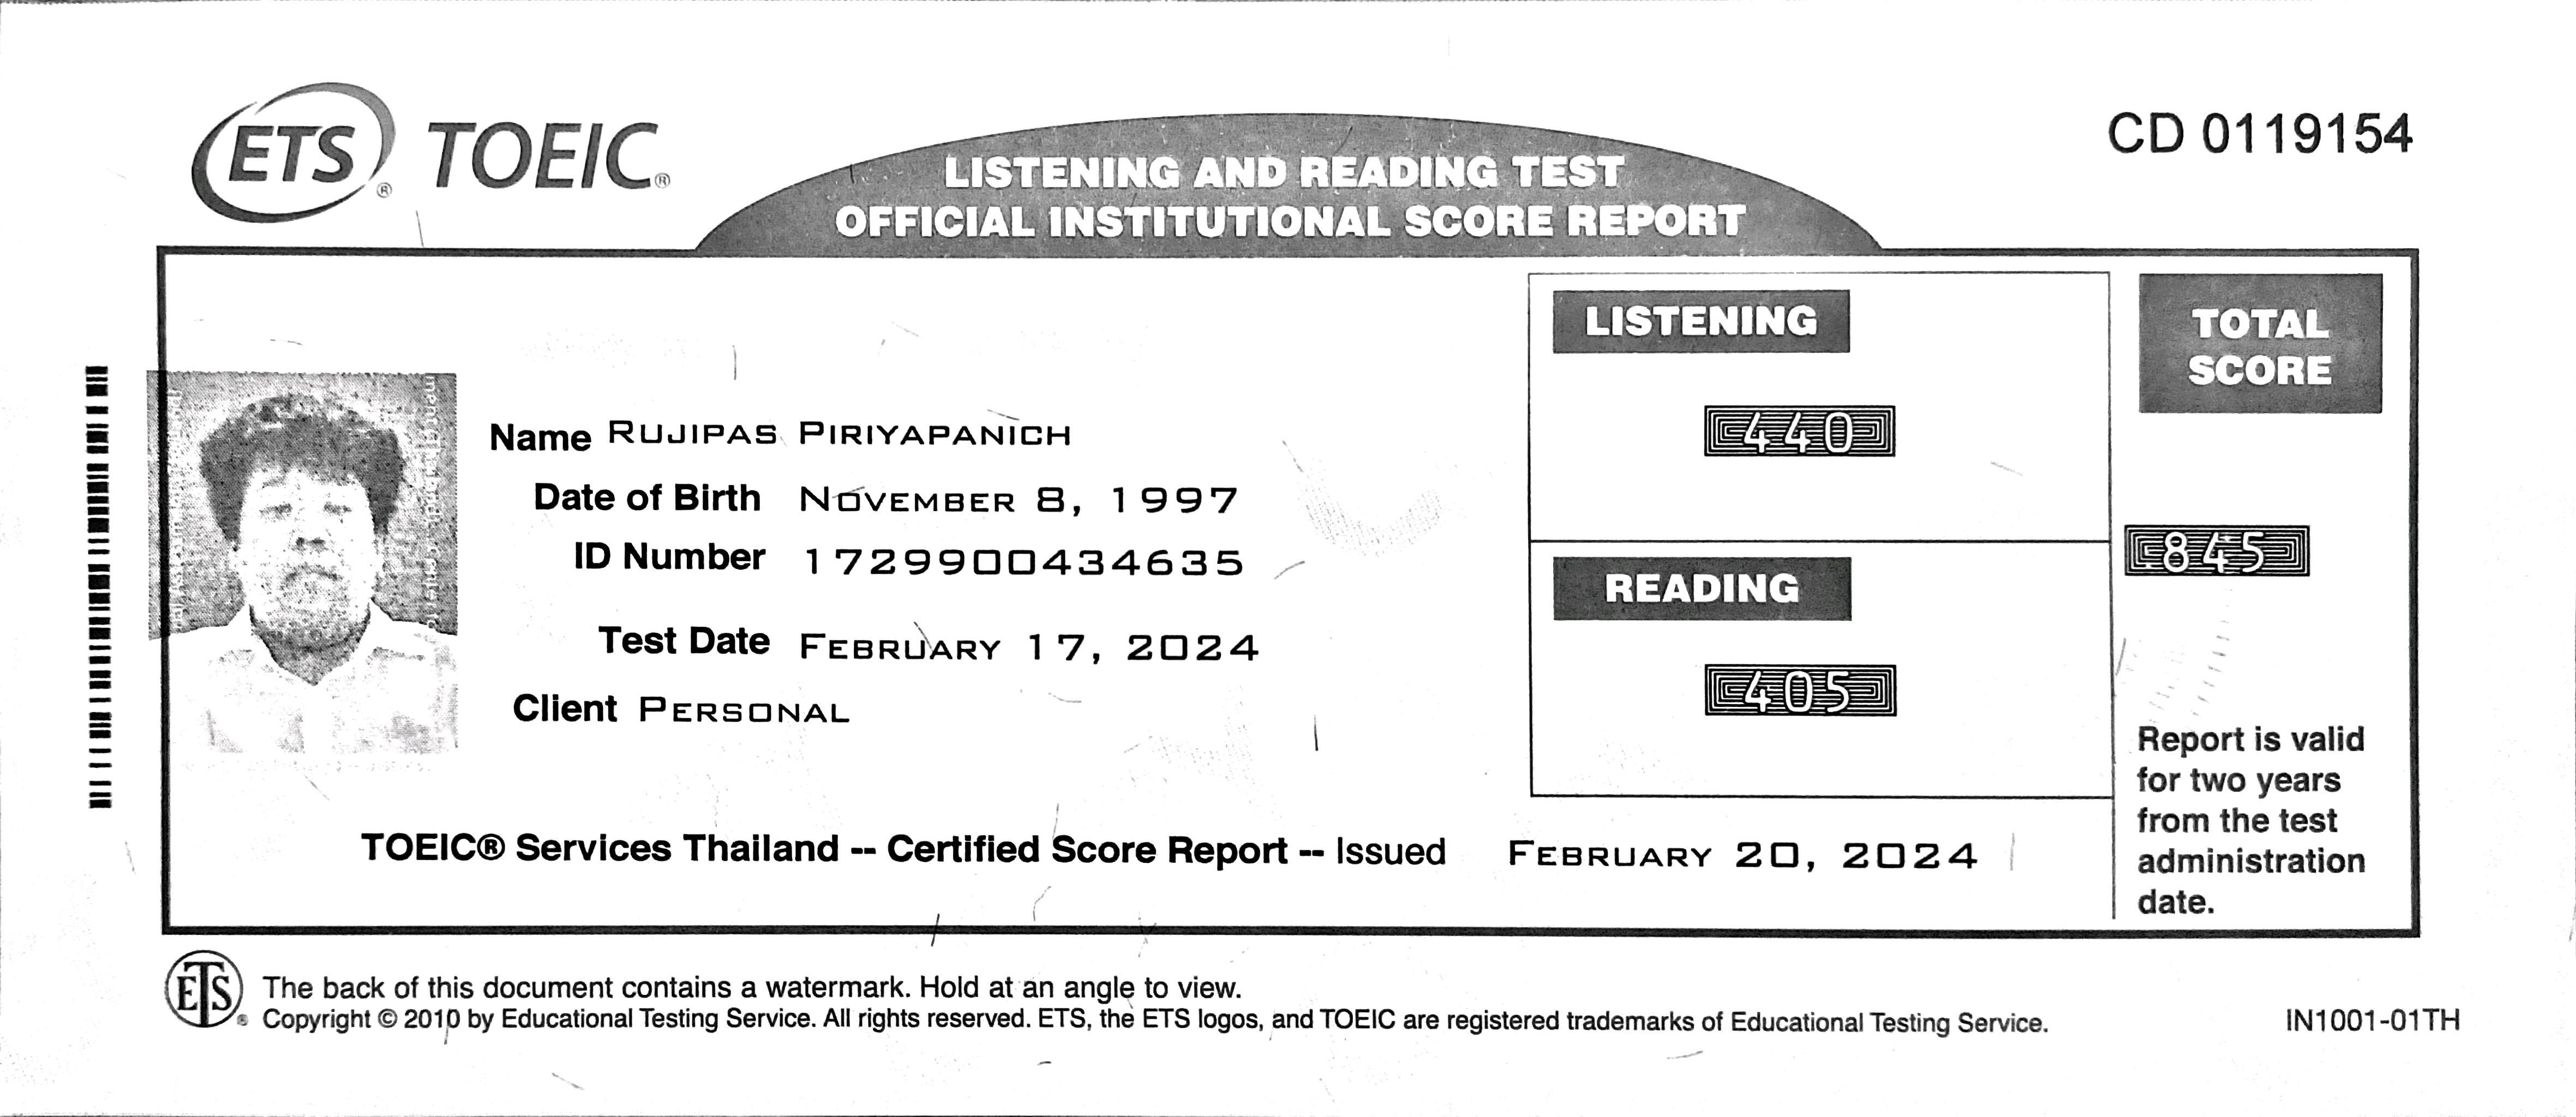 ETS® TOEIC®
LISTENING AND READING TEST
OFFICIAL INSTITUTIONAL SCORE REPORT
CD 0119154
Name RUJIPAS PIRIYAPANICH
Date of Birth NOVEMBER 8, 1997
ID Number 1729900434635
Test Date FEBRUARY 17, 2024
Client PERSONAL
LISTENING
440
READING
405
TOTAL
SCORE
845
Report is valid
for two years
from the test
administration
date.
TOEIC® Services Thailand -- Certified Score Report -- Issued FEBRUARY 20, 2024
ETS®
The back of this document contains a watermark. Hold at an angle to view.
Copyright © 2010 by Educational Testing Service. All rights reserved. ETS, the ETS logos, and TOEIC are registered trademarks of Educational Testing Service.
IN1001-01TH